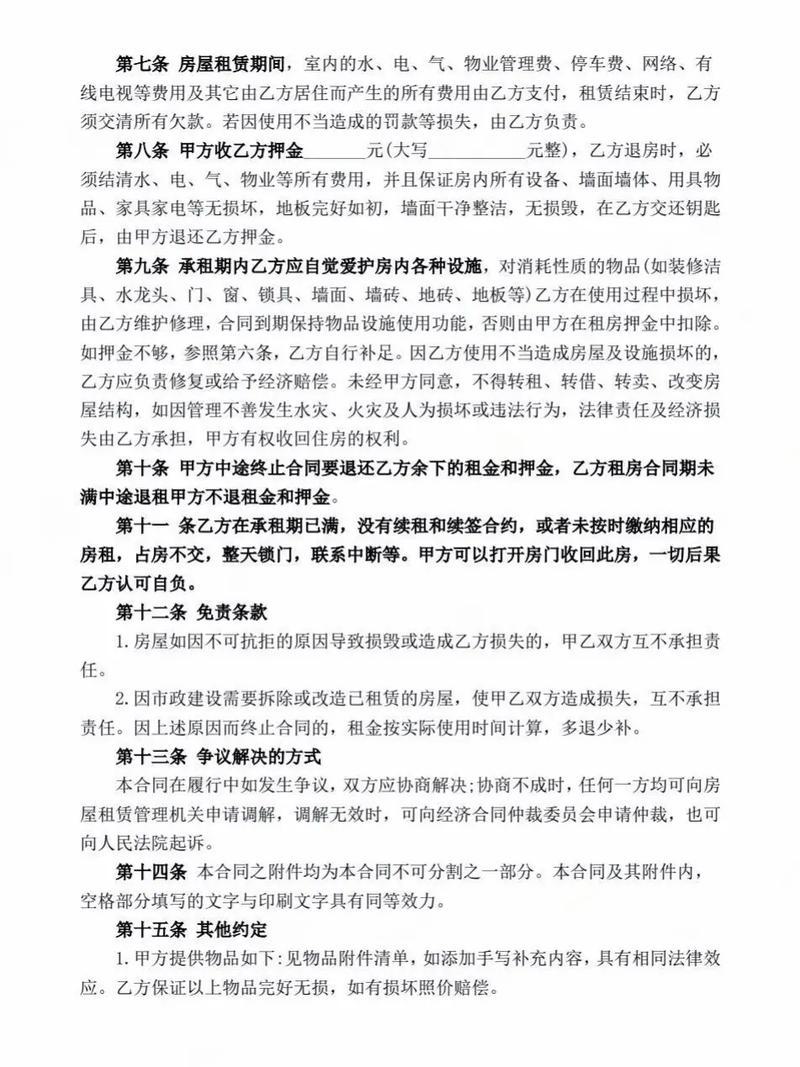 第七条 房屋租赁期间，室内的水、电、气、物业管理费、停车费、网络、有
线电视等费用及其它由乙方居住而产生的所有费用由乙方支付，租赁结束时，乙方
须交清所有欠款。若因使用不当造成的罚款等损失，由乙方负责。
第八条 甲方收乙方押金______元(大写__________元整)，乙方退房时，必
须结清水、电、气、物业等所有费用，并且保证房内所有设备、墙面墙体、用具物
品、家具家电等无损坏，地板完好如初，墙面干净整洁，无损毁，在乙方交还钥匙
后，由甲方退还乙方押金。
第九条 承租期内乙方应自觉爱护房内各种设施，对消耗性质的物品(如装修洁
具、水龙头、门、窗、锁具、墙面、墙砖、地砖、地板等)乙方在使用过程中损坏，
由乙方维护修理，合同到期保持物品设施使用功能，否则由甲方在租房押金中扣除。
如押金不够，参照第六条，乙方自行补足。因乙方使用不当造成房屋及设施损坏的，
乙方应负责修复或给予经济赔偿。未经甲方同意，不得转租、转借、转卖、改变房
屋结构，如因管理不善发生水灾、火灾及人为损坏或违法行为，法律责任及经济损
失由乙方承担，甲方有权收回住房的权利。
第十条 甲方中途终止合同要退还乙方余下的租金和押金，乙方租房合同期未
满中途退租甲方不退租金和押金。
第十一 条乙方在承租期已满，没有续租和续签合约，或者未按时缴纳相应的
房租，占房不交，整天锁门，联系中断等。甲方可以打开房门收回此房，一切后果
乙方认可自负。
第十二条 免责条款
1.房屋如因不可抗拒的原因导致损毁或造成乙方损失的，甲乙双方互不承担责
任。
2.因市政建设需要拆除或改造已租赁的房屋，使甲乙双方造成损失，互不承担
责任。因上述原因而终止合同的，租金按实际使用时间计算，多退少补。
第十三条 争议解决的方式
本合同在履行中如发生争议，双方应协商解决;协商不成时，任何一方均可向房
屋租赁管理机关申请调解，调解无效时，可向经济合同仲裁委员会申请仲裁，也可
向人民法院起诉。
第十四条 本合同之附件均为本合同不可分割之一部分。本合同及其附件内，
空格部分填写的文字与印刷文字具有同等效力。
第十五条 其他约定
1.甲方提供物品如下:见物品附件清单，如添加手写补充内容，具有相同法律效
应。乙方保证以上物品完好无损，如有损坏照价赔偿。